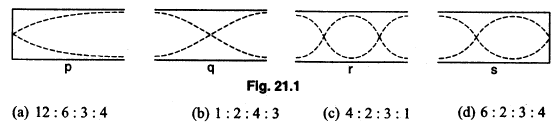 p q r s
Fig. 21.1
(a) 12 : 6 : 3 : 4 (b) 1 : 2 : 4 : 3 (c) 4 : 2 : 3 : 1 (d) 6 : 2 : 3 : 4